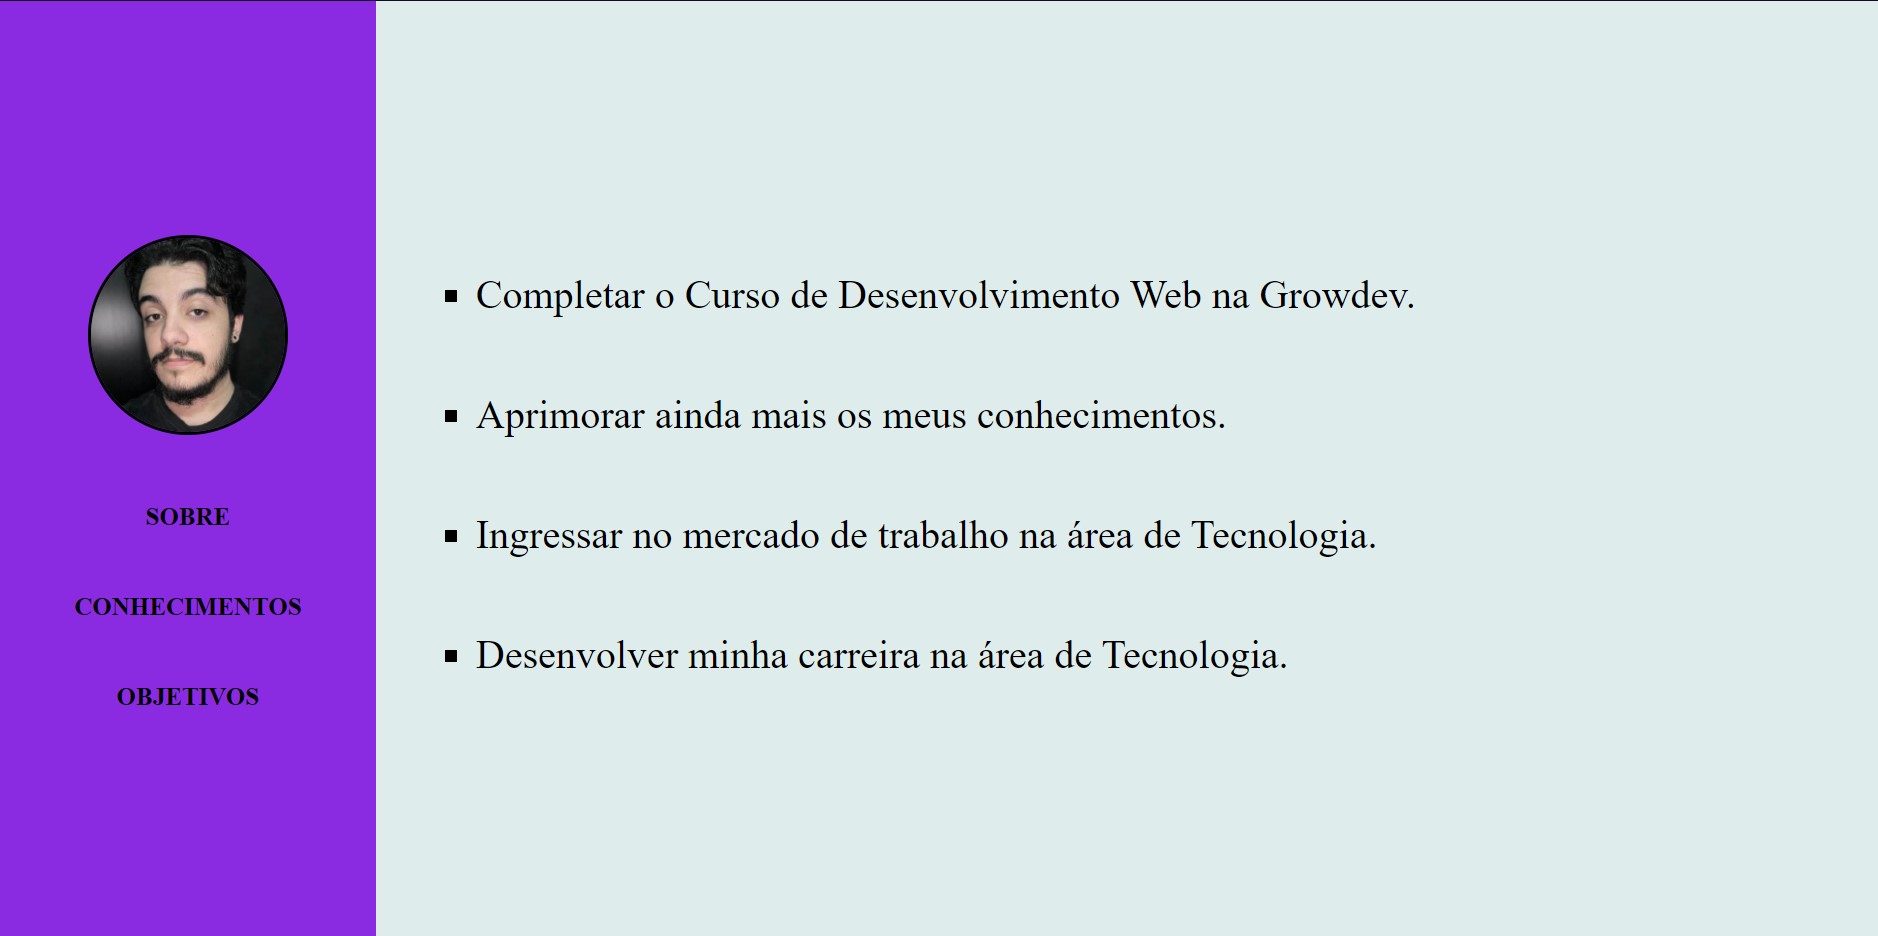 SOBRE
CONHECIMENTOS
OBJETIVOS
Completar o Curso de Desenvolvimento Web na Growdev.
Aprimorar ainda mais os meus conhecimentos.
Ingressar no mercado de trabalho na área de Tecnologia.
Desenvolver minha carreira na área de Tecnologia.